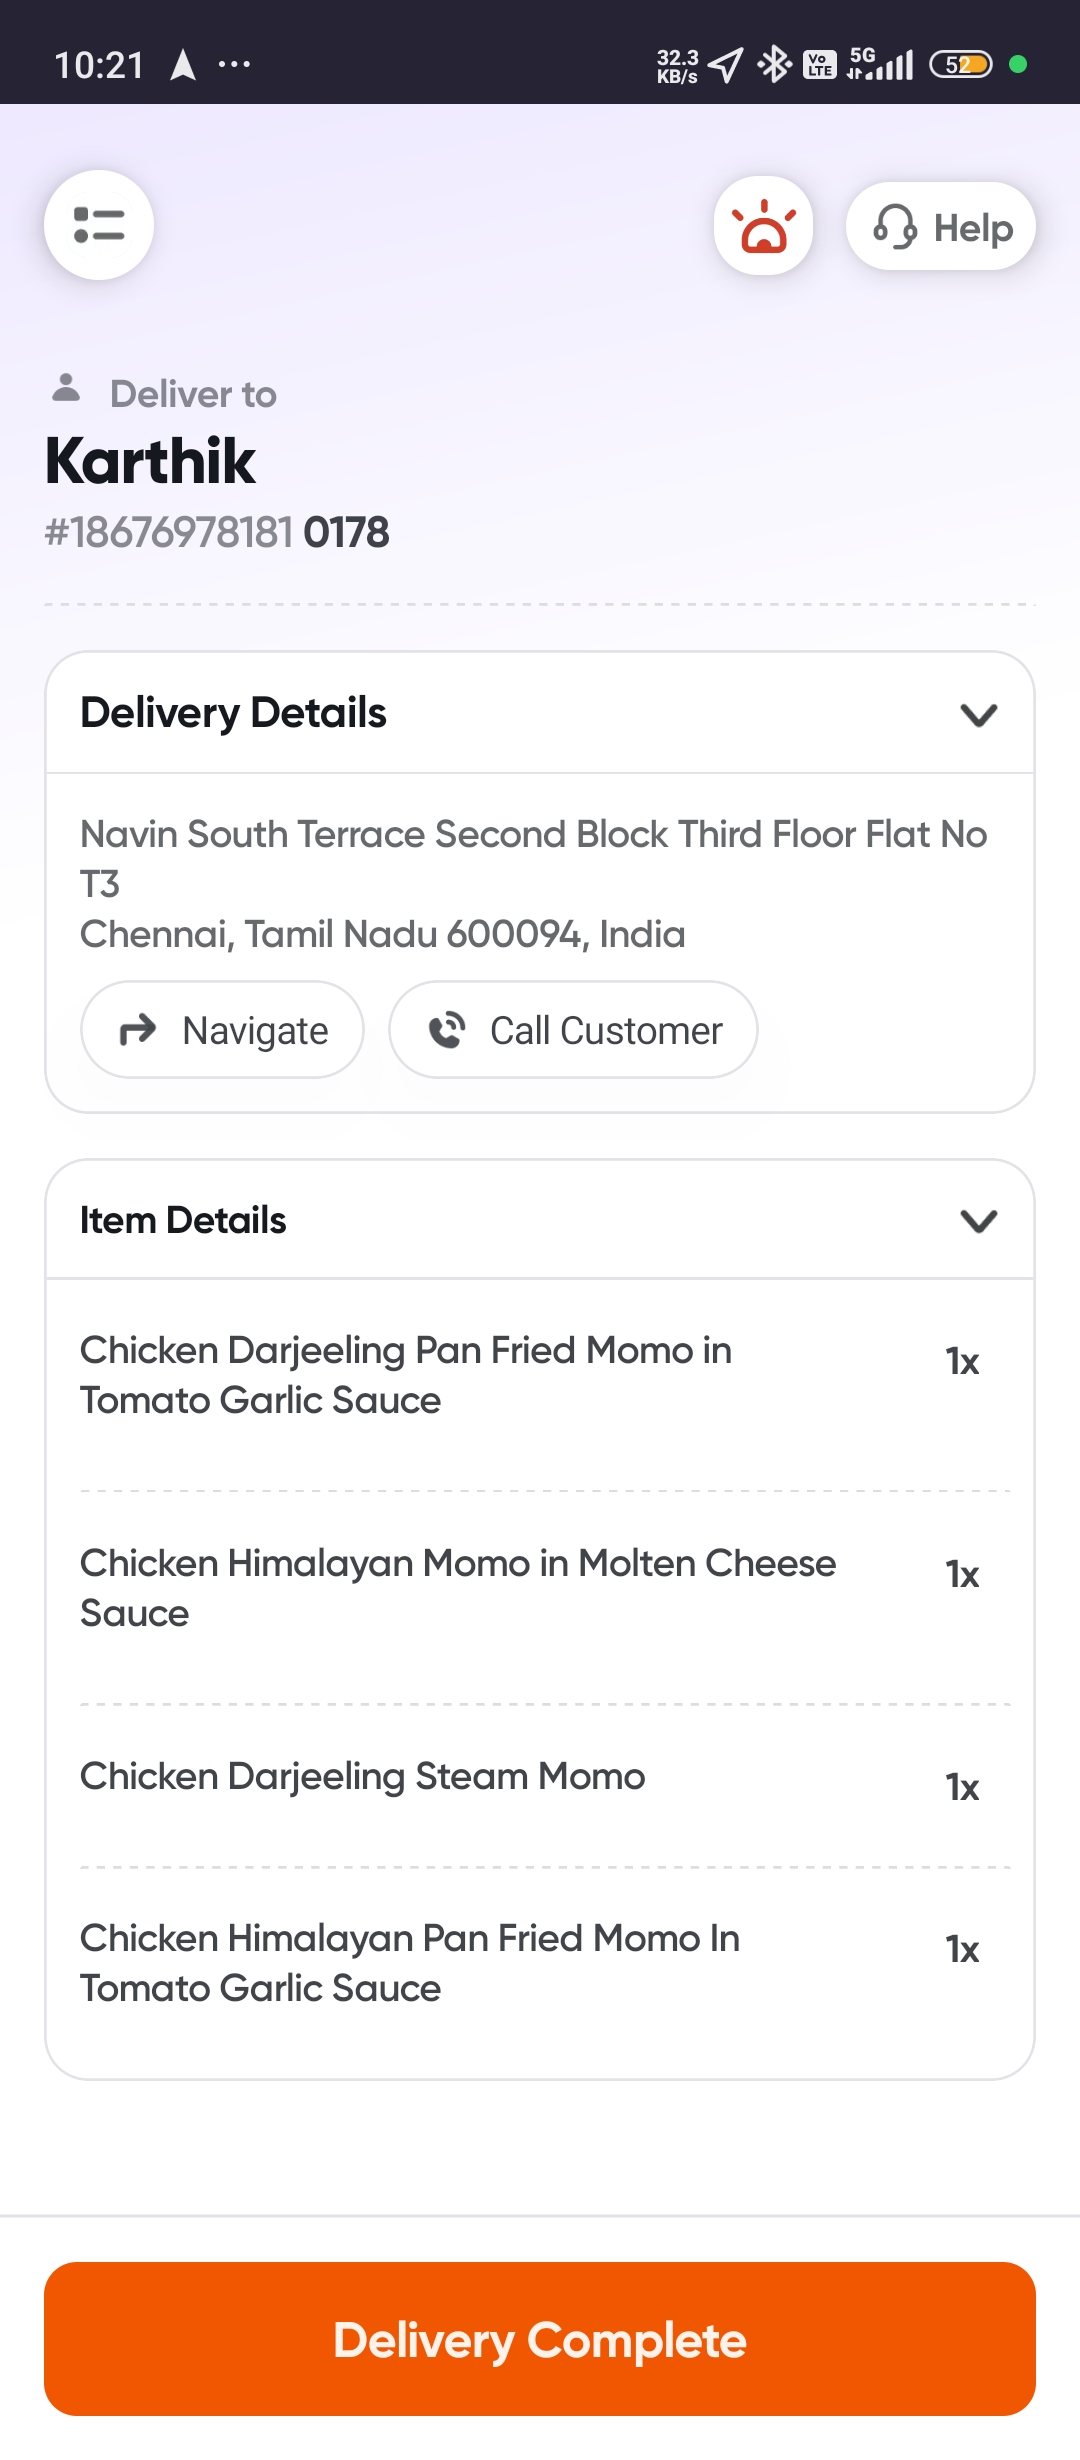 10:21
32.3
KB/s
Vo
LTE
5G
52
Help
Deliver to
Karthik
#18676978181 0178
Delivery Details
Navin South Terrace Second Block Third Floor Flat No
T3
Chennai, Tamil Nadu 600094, India
Navigate
Call Customer
Item Details
Chicken Darjeeling Pan Fried Momo in
Tomato Garlic Sauce
1x
Chicken Himalayan Momo in Molten Cheese
Sauce
1x
Chicken Darjeeling Steam Momo
1x
Chicken Himalayan Pan Fried Momo In
Tomato Garlic Sauce
1x
Delivery Complete